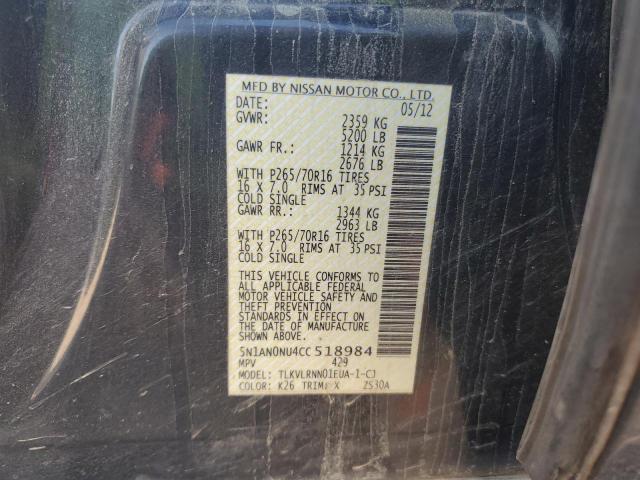 MFD BY NISSAN MOTOR CO., LTD.
DATE: 05/12
GVWR: 2359 KG
5200 LB
GAWR FR.: 1214 KG
2676 LB
WITH P265/70R16 TIRES
16 X 7.0 RIMS AT 35 PSI
COLD SINGLE
GAWR RR.: 1344 KG
2963 LB
WITH P265/70R16 TIRES
16 X 7.0 RIMS AT 35 PSI
COLD SINGLE
THIS VEHICLE CONFORMS TO
ALL APPLICABLE FEDERAL
MOTOR VEHICLE SAFETY AND
THEFT PREVENTION
STANDARDS IN EFFECT ON
THE DATE OF MANUFACTURE
SHOWN ABOVE.
5N1AN0NU4CC518984
MPV 429
MODEL: TLKVLRNN01EUA-1-CJ
COLOR: K26 TRIM: X ZS30A